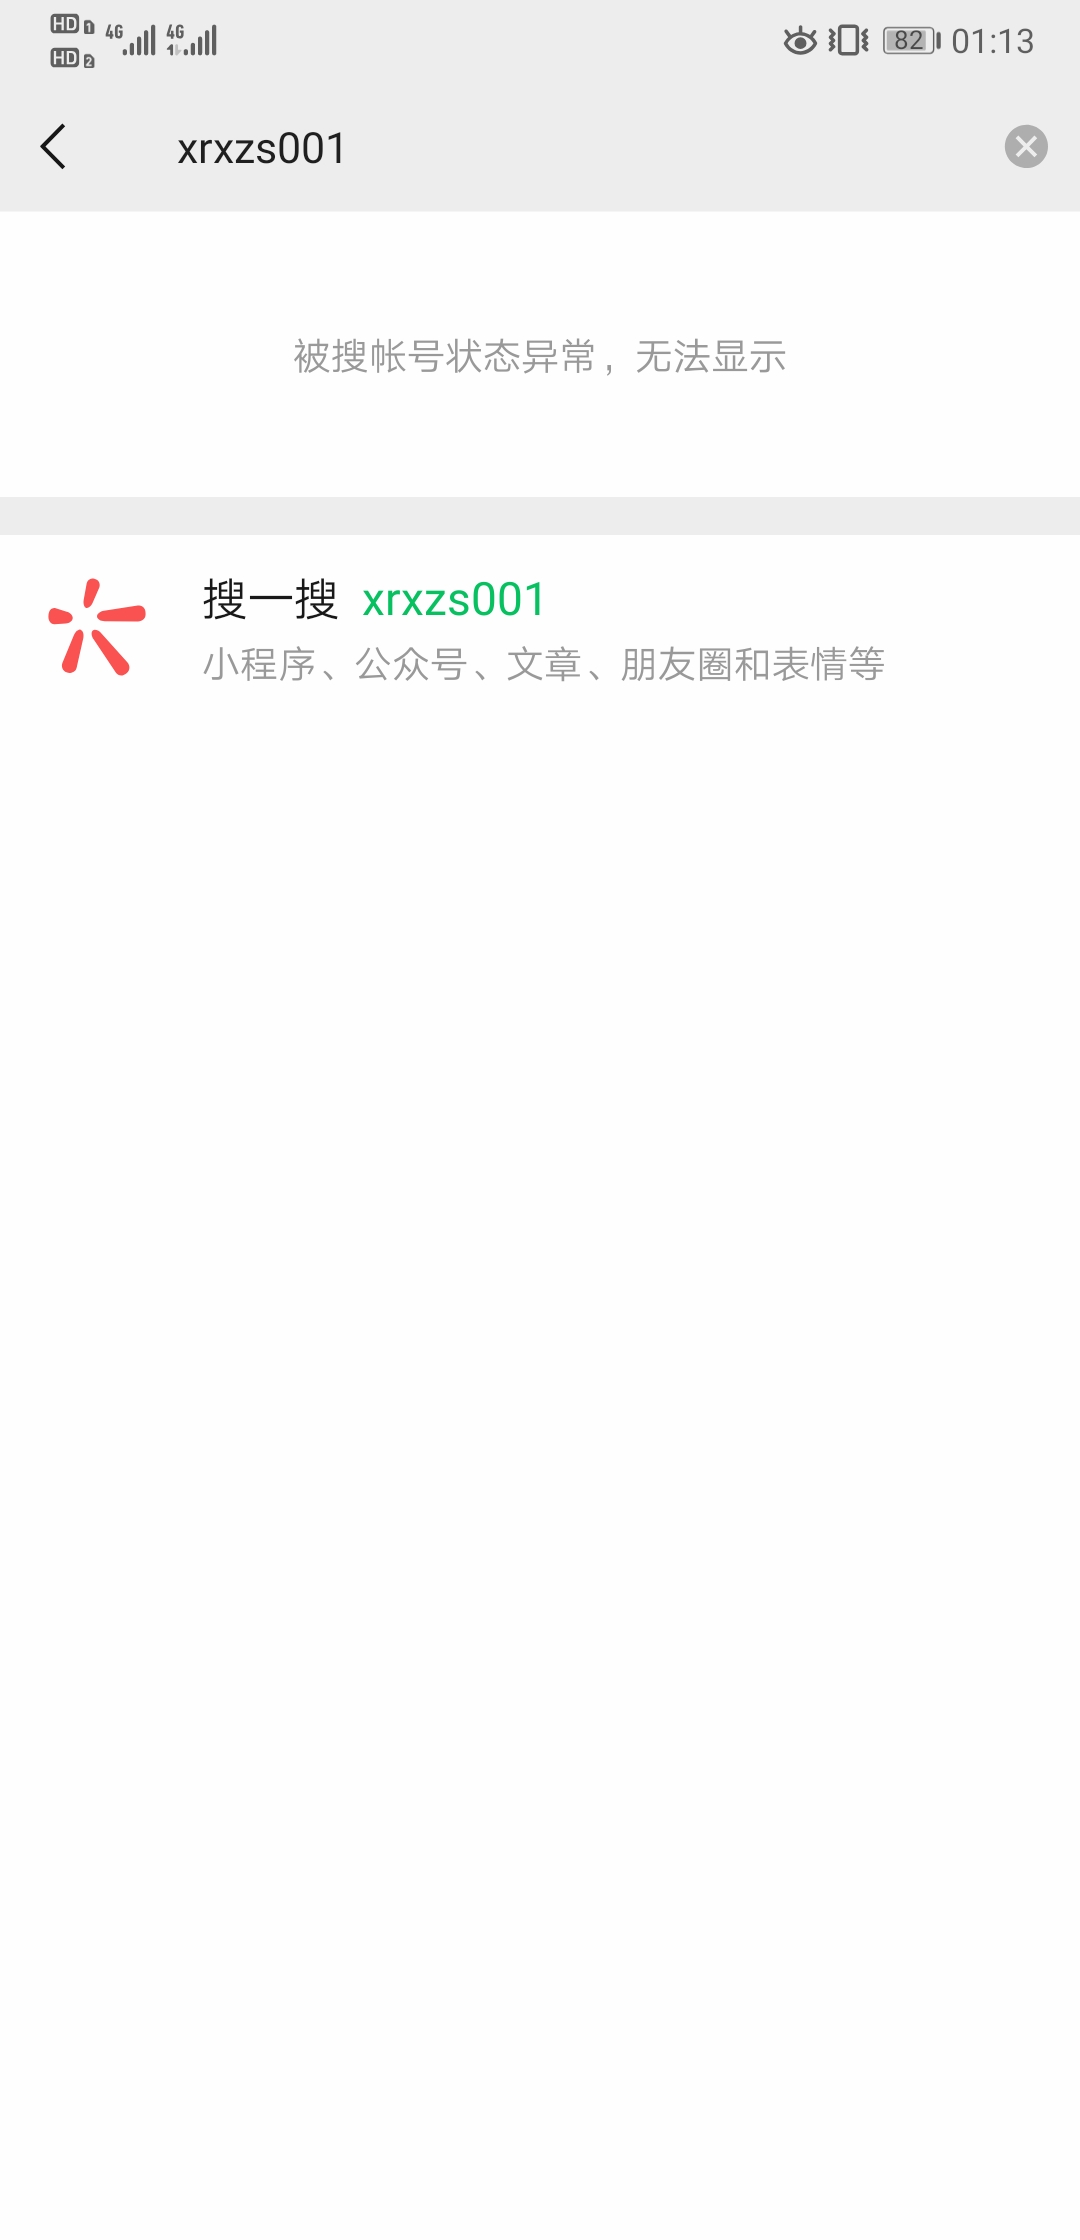 HD 1 4G 4G
HD 2
82 01:13
xrxzs001
被搜帐号状态异常，无法显示
搜一搜 xrxzs001
小程序、公众号、文章、朋友圈和表情等